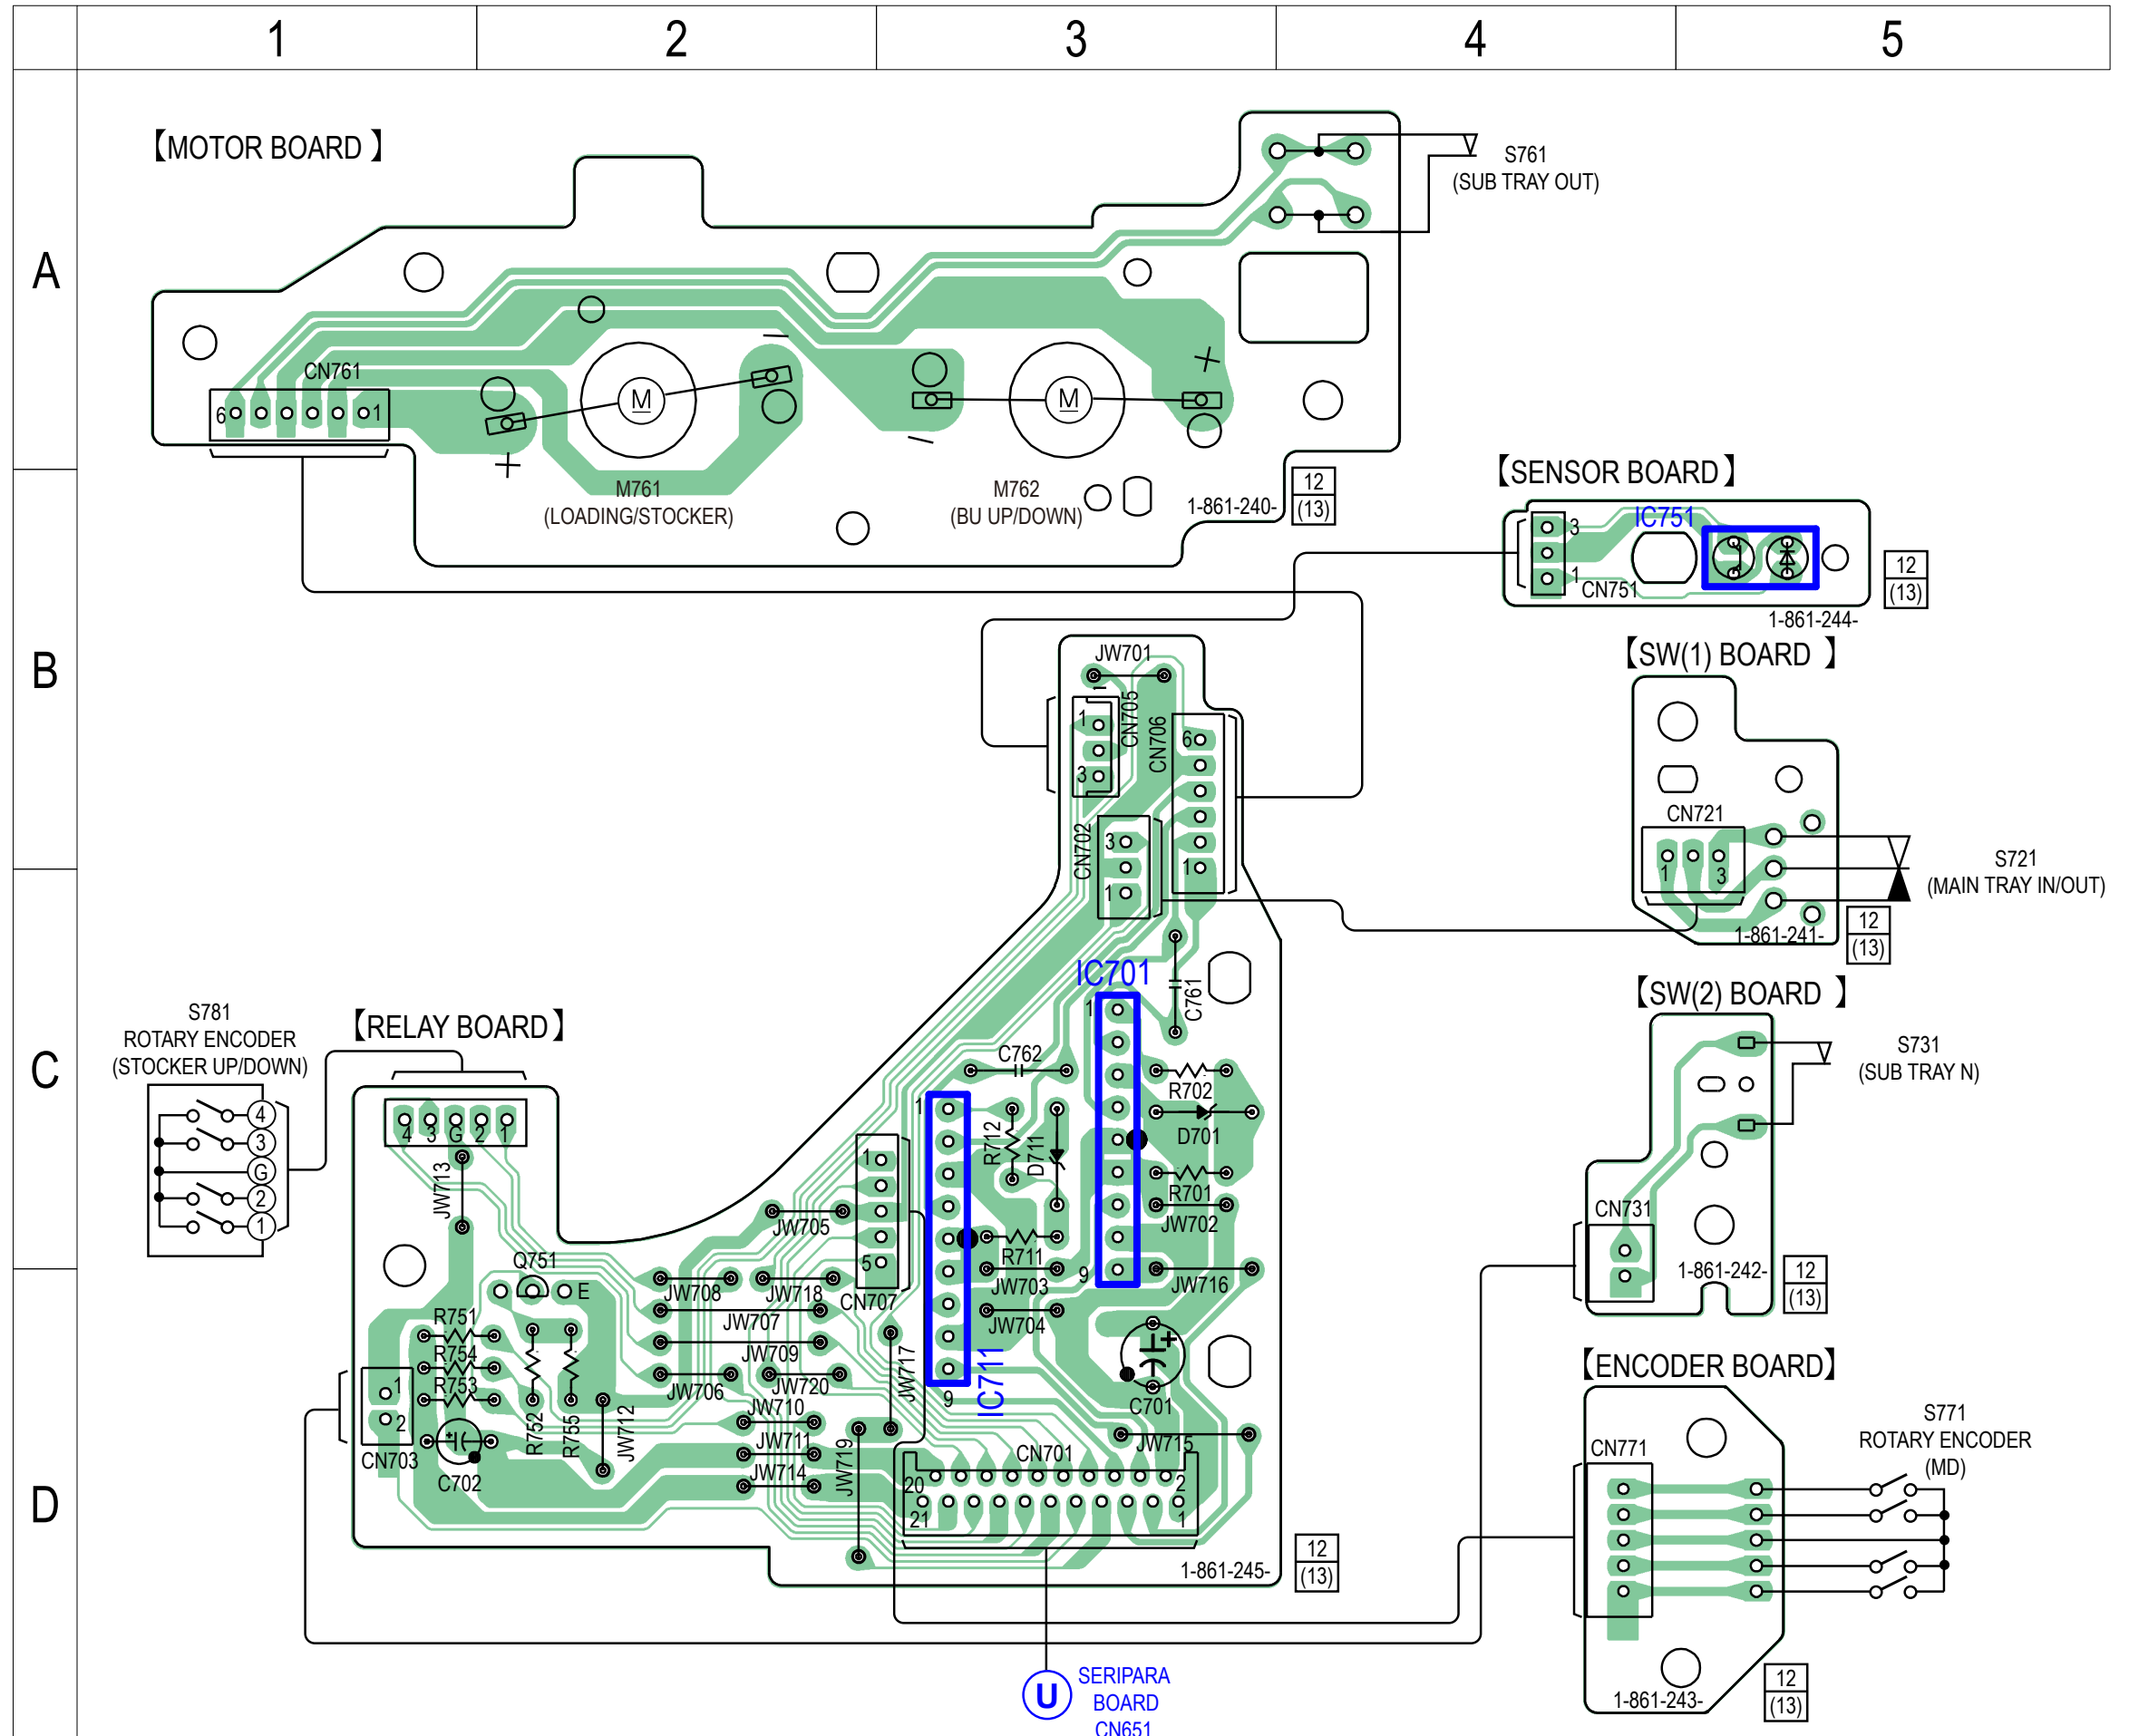 1 2 3 4 5
A
B
C
D
【MOTOR BOARD】
S761
(SUB TRAY OUT)
CN761
6
1
M
M
+
−
−
+
M761
(LOADING/STOCKER)
M762
(BU UP/DOWN)
1-861-240-
12
(13)
【SENSOR BOARD】
IC751
3
1
CN751
12
(13)
1-861-244-
【SW(1) BOARD】
CN721
1
3
S721
(MAIN TRAY IN/OUT)
1-861-241-
12
(13)
JW701
1
3
CN705
CN706
6
1
CN702
3
1
【SW(2) BOARD】
S731
(SUB TRAY N)
CN731
1-861-242-
12
(13)
S781
ROTARY ENCODER
(STOCKER UP/DOWN)
4
3
G
2
1
【RELAY BOARD】
4 3 G 2 1
JW713
IC701
1
9
C761
C762
R702
D701
R701
JW702
JW716
1
R712
D711
R711
JW703
JW704
IC711
9
1
5
CN707
JW705
Q751
E
JW708
JW718
JW707
JW709
JW706
JW720
JW717
R751
R754
R753
1
2
CN703
C702
R752
R755
JW712
JW710
JW711
JW714
JW719
C701
+
+
JW715
CN701
20
2
21
1
1-861-245-
12
(13)
【ENCODER BOARD】
CN771
S771
ROTARY ENCODER
(MD)
1-861-243-
12
(13)
U
SERIPARA
BOARD
CN651